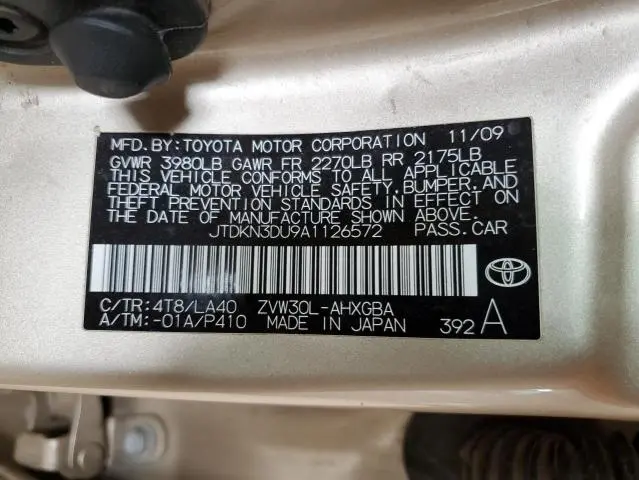 MFD.BY:TOYOTA MOTOR CORPORATION 11/09
GVWR 3980LB GAWR FR 2270LB RR 2175LB
THIS VEHICLE CONFORMS TO ALL APPLICABLE
FEDERAL MOTOR VEHICLE SAFETY,BUMPER,AND
THEFT PREVENTION STANDARDS IN EFFECT ON
THE DATE OF MANUFACTURE SHOWN ABOVE.
JTDKN3DU9A1126572 PASS.CAR
C/TR:4T8/LA40 ZVW30L-AHXGBA
A/TM:-01A/P410 MADE IN JAPAN 392 A